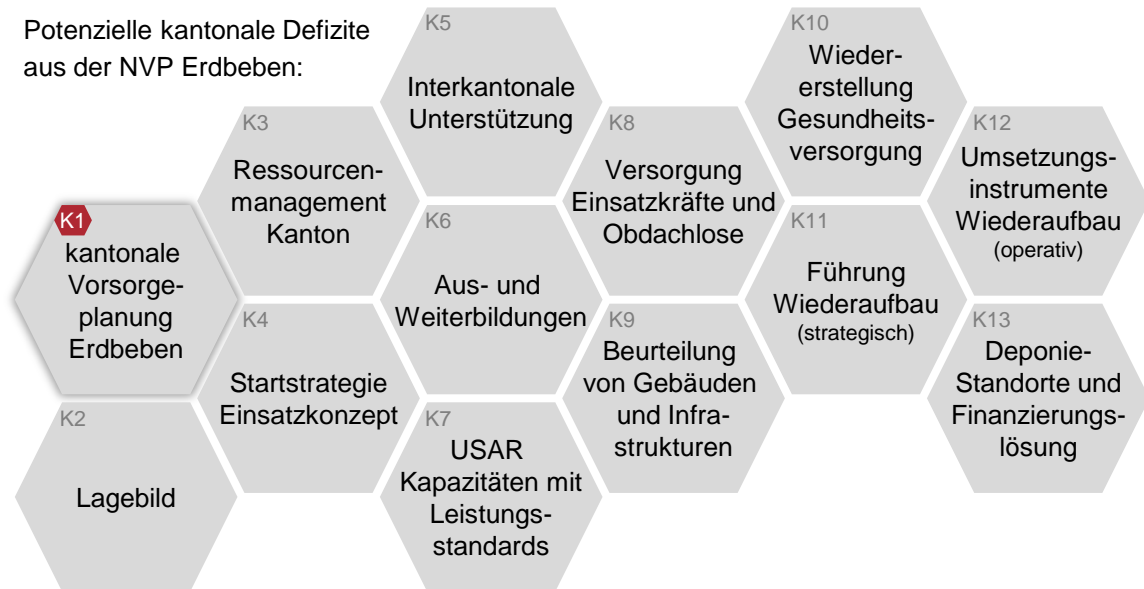 Potenzielle kantonale Defizite
aus der NVP Erdbeben:
K1
kantonale
Vorsorge-
planung
Erdbeben
K2
Lagebild
K3
Ressourcen-
management
Kanton
K4
Startstrategie
Einsatzkonzept
K5
Interkantonale
Unterstützung
K6
Aus- und
Weiterbildungen
K7
USAR
Kapazitäten mit
Leistungs-
standards
K8
Versorgung
Einsatzkräfte und
Obdachlose
K9
Beurteilung
von Gebäuden
und Infra-
strukturen
K10
Wieder-
erstellung
Gesundheits-
versorgung
K11
Führung
Wiederaufbau
(strategisch)
K12
Umsetzungs-
instrumente
Wiederaufbau
(operativ)
K13
Deponie-
Standorte und
Finanzierungs-
lösung